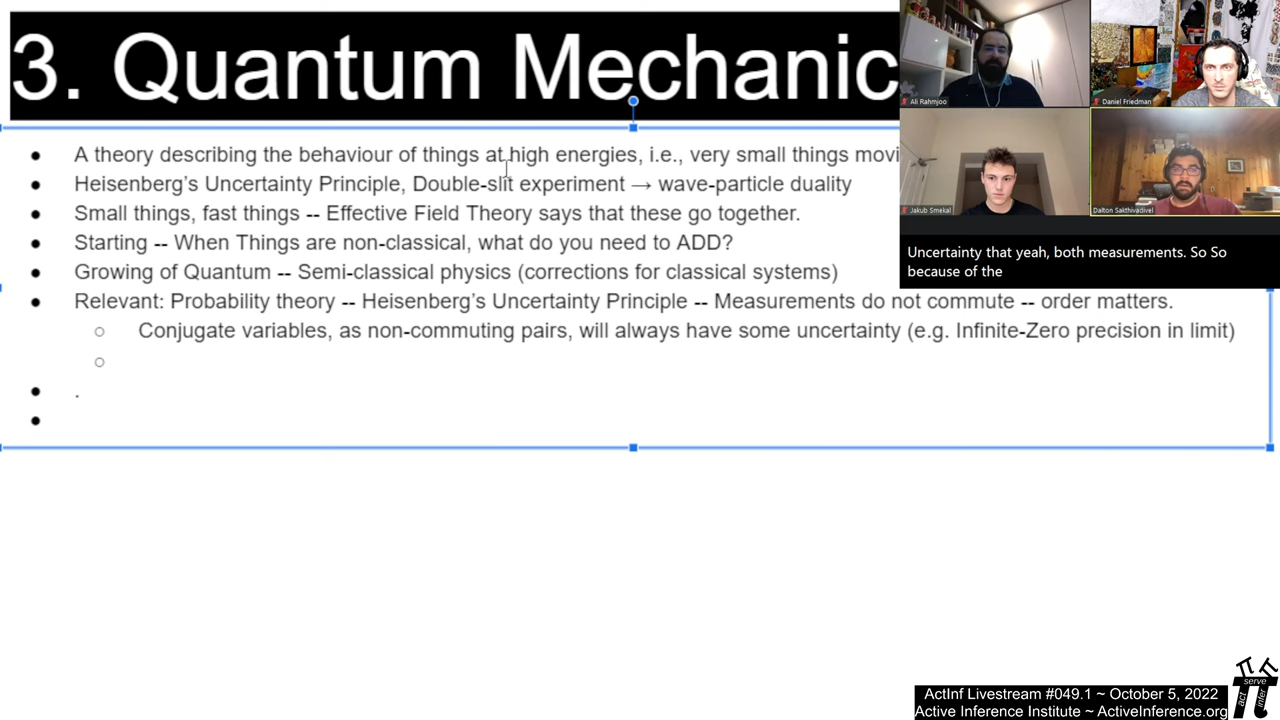 3. Quantum Mechanic
A theory describing the behaviour of things at high energies, i.e., very small things movi
Heisenberg's Uncertainty Principle, Double-slit experiment → wave-particle duality
Small things, fast things -- Effective Field Theory says that these go together.
Starting -- When Things are non-classical, what do you need to ADD?
Growing of Quantum -- Semi-classical physics (corrections for classical systems)
Relevant: Probability theory -- Heisenberg's Uncertainty Principle -- Measurements do not commute -- order matters.
Conjugate variables, as non-commuting pairs, will always have some uncertainty (e.g. Infinite-Zero precision in limit)
.
Ali Rahmjoo
Daniel Friedman
Jakub Smekal
Dalton Sakthivadivel
Uncertainty that yeah, both measurements. So So
because of the
ActInf Livestream #049.1 ~ October 5, 2022
Active Inference Institute ~ ActiveInference.org
serve
act
infer